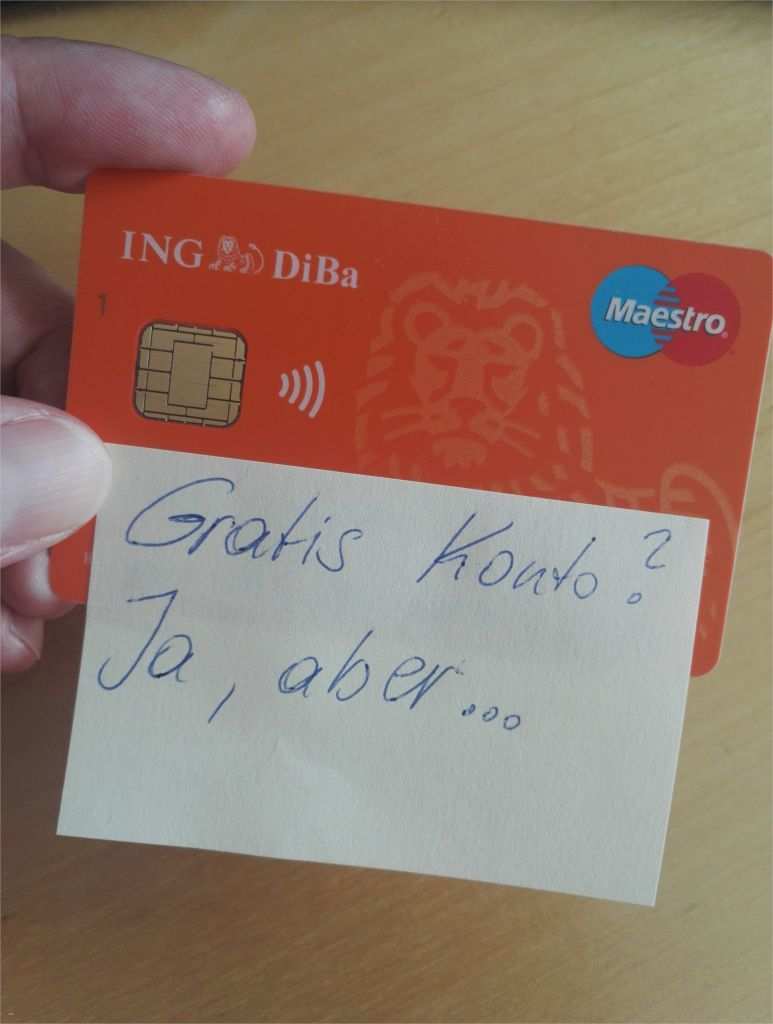 ING DiBa
Maestro
1
Gratis Konto?
Ja, aber...